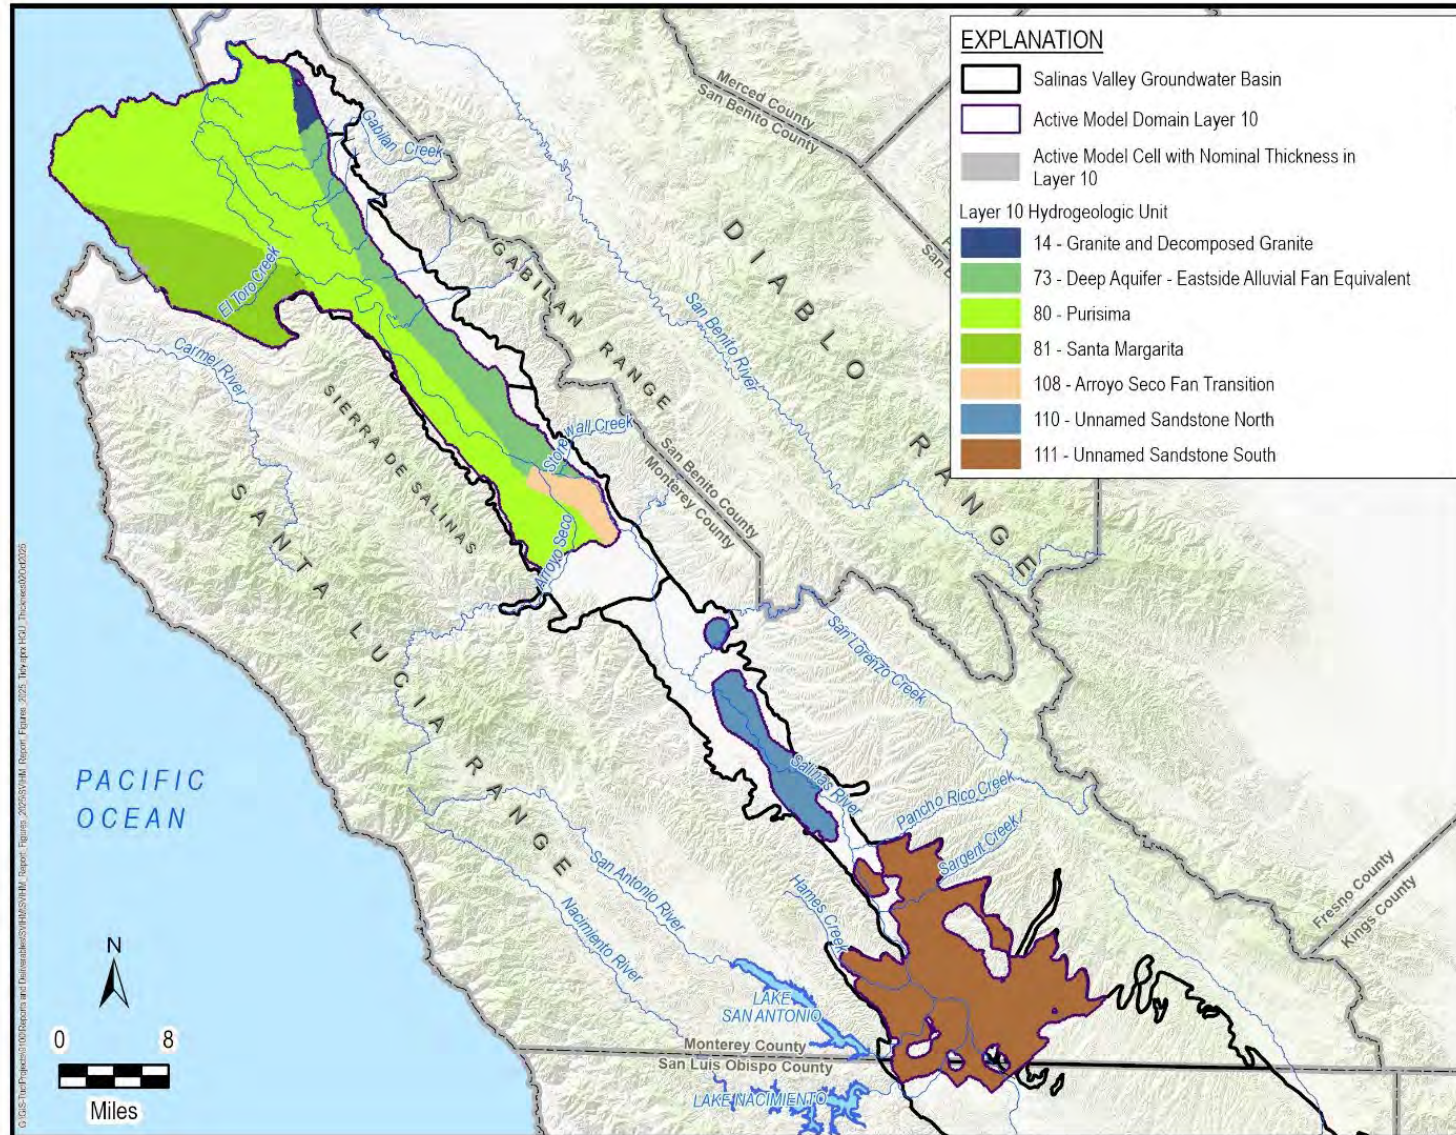 EXPLANATION
Salinas Valley Groundwater Basin
Active Model Domain Layer 10
Active Model Cell with Nominal Thickness in
Layer 10
Layer 10 Hydrogeologic Unit
14 - Granite and Decomposed Granite
73 - Deep Aquifer - Eastside Alluvial Fan Equivalent
80 - Purisima
81 - Santa Margarita
108 - Arroyo Seco Fan Transition
110 - Unnamed Sandstone North
111 - Unnamed Sandstone South
Merced County
San Benito County
Gabilan Creek
DIABLO RANGE
GABILAN RANGE
San Benito River
El Toro Creek
Carmel River
SIERRA DE SALINAS
SANTA LUCIA RANGE
Stonewall Creek
San Benito County
Monterey County
Arroyo Seco
San Lorenzo Creek
Salinas River
Pancho Rico Creek
Sargent Creek
PACIFIC
OCEAN
San Antonio River
Nacimiento River
Hames Creek
Fresno County
Kings County
LAKE
SAN ANTONIO
Monterey County
San Luis Obispo County
LAKE NACIMIENTO
N
0 8
Miles